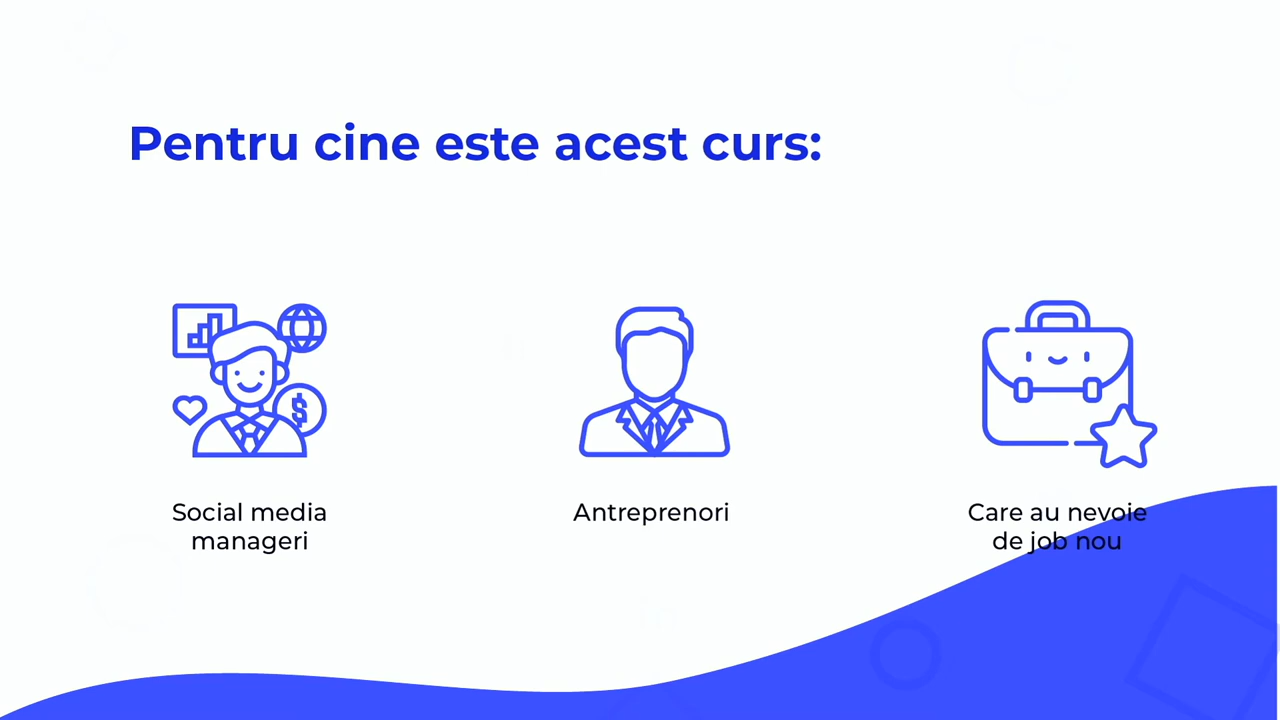 Pentru cine este acest curs:
Social media
manageri
Antreprenori
Care au nevoie
de job nou